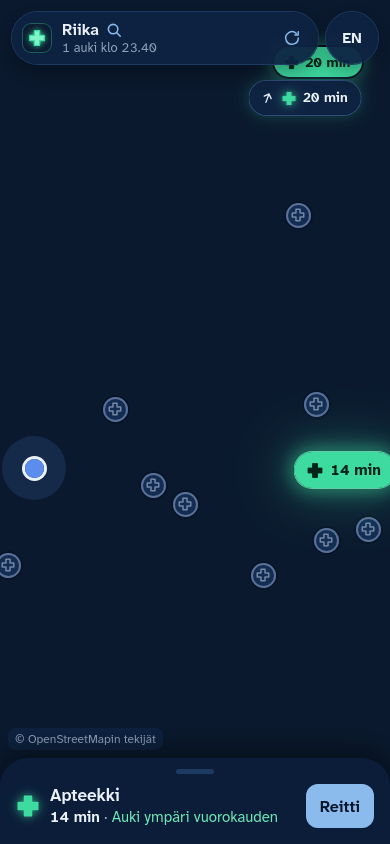 Riika
1 auki klo 23.40
EN
20 min
20 min
14 min
© OpenStreetMapin tekijät
Apteekki
14 min · Auki ympäri vuorokauden
Reitti